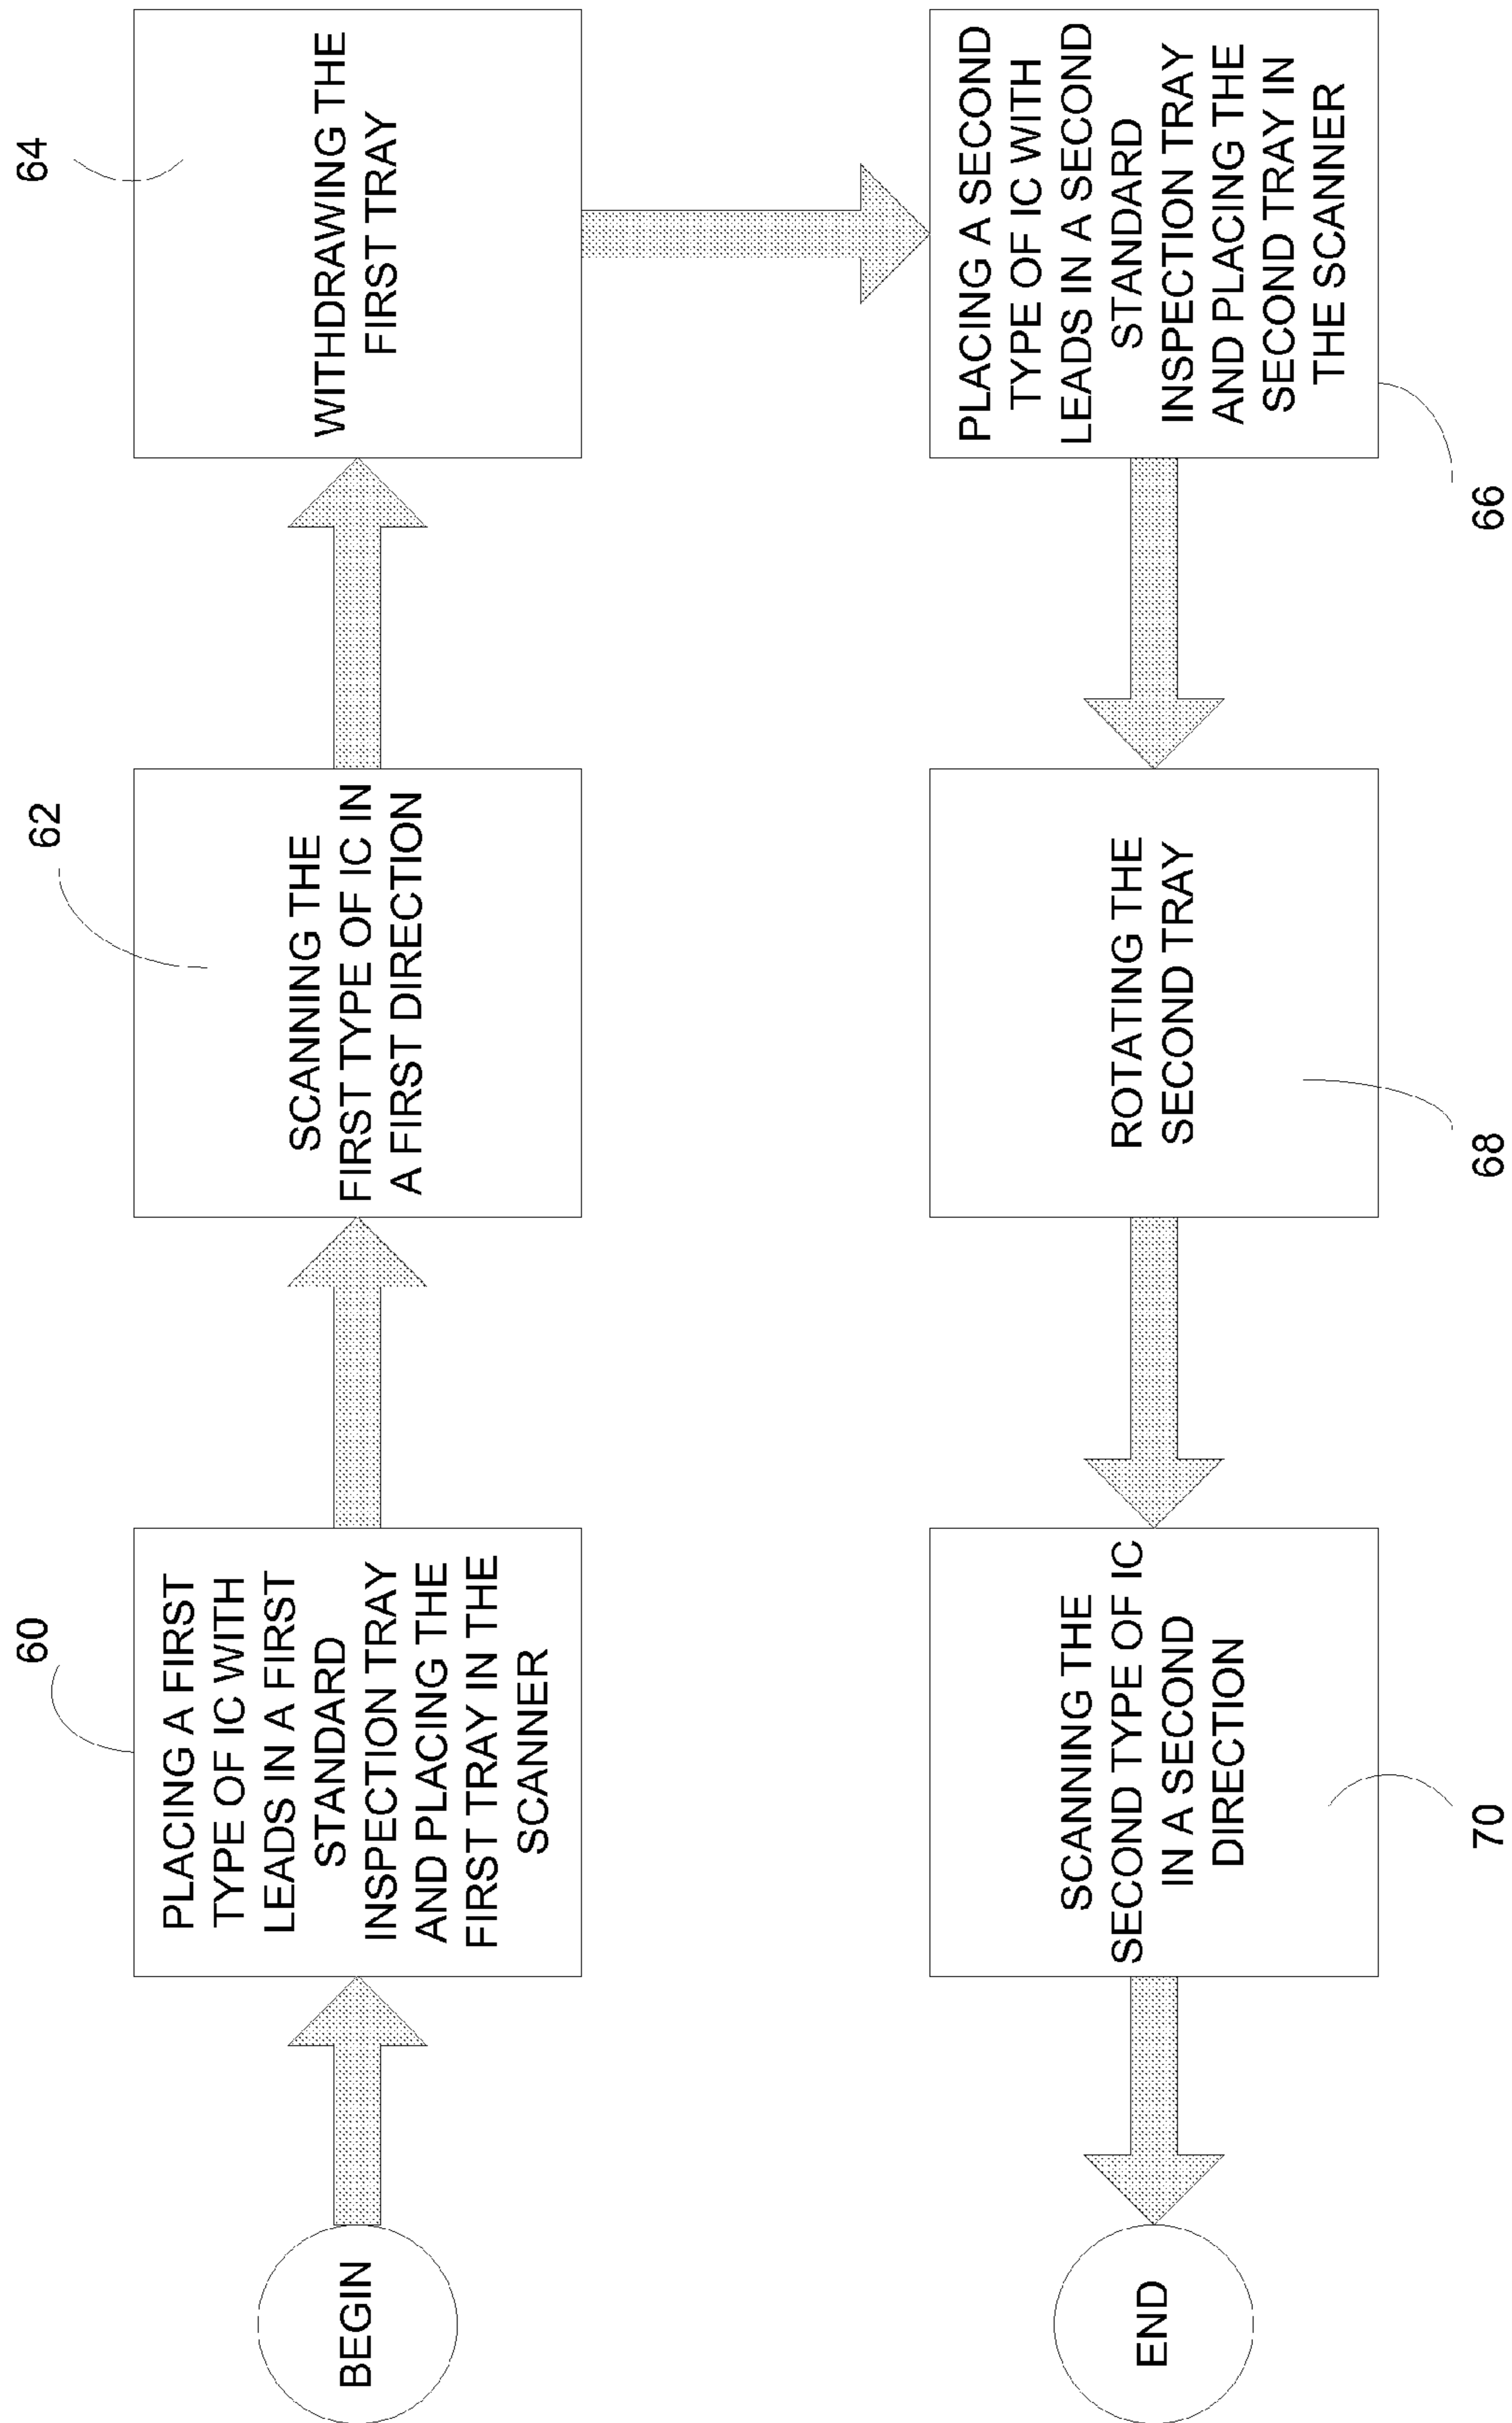 BEGIN
60
PLACING A FIRST
TYPE OF IC WITH
LEADS IN A FIRST
STANDARD
INSPECTION TRAY
AND PLACING THE
FIRST TRAY IN THE
SCANNER
62
SCANNING THE
FIRST TYPE OF IC IN
A FIRST DIRECTION
64
WITHDRAWING THE
FIRST TRAY
PLACING A SECOND
TYPE OF IC WITH
LEADS IN A SECOND
STANDARD
INSPECTION TRAY
AND PLACING THE
SECOND TRAY IN
THE SCANNER
66
ROTATING THE
SECOND TRAY
68
SCANNING THE
SECOND TYPE OF IC
IN A SECOND
DIRECTION
70
END